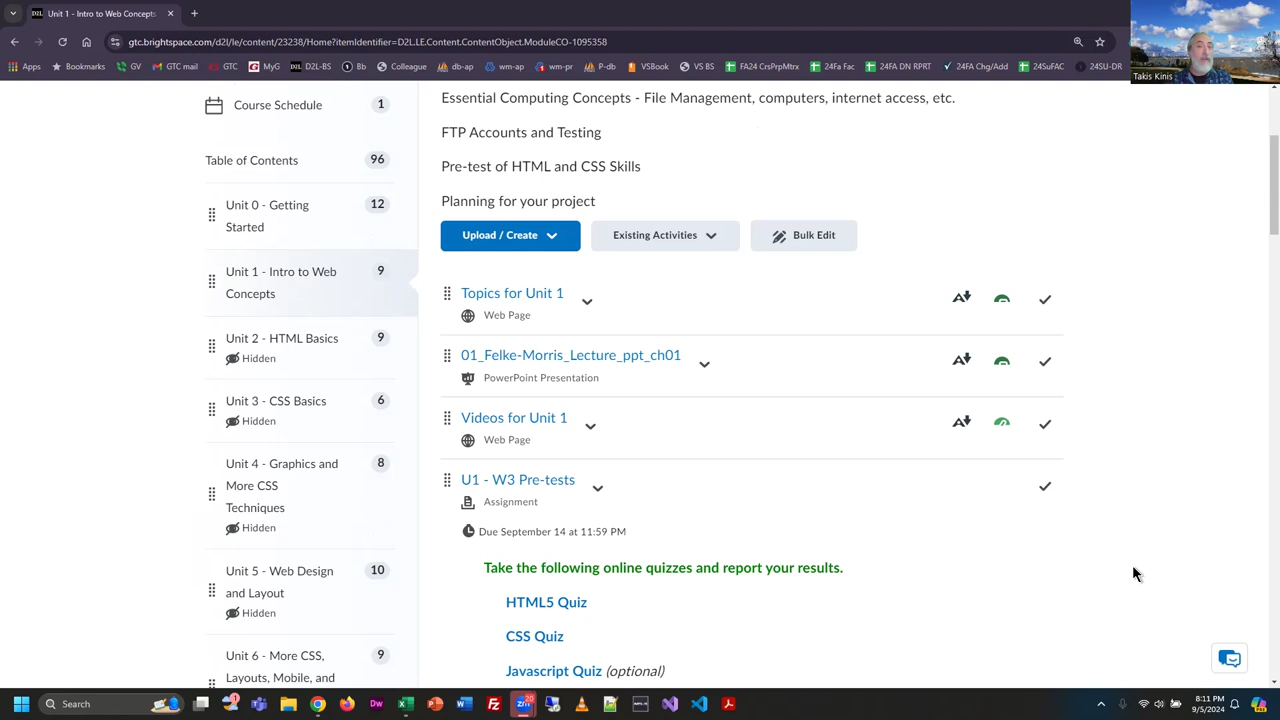 Unit 1 - Intro to Web Concepts
gtc.brightspace.com/d2l/le/content/23238/Home?itemIdentifier=D2L.LE.Content.ContentObject.ModuleCO-1095358
Apps Bookmarks GV GTC mail GTC MyG D2L-BS Bb Colleague db-ap wm-ap wm-pr P-db VSBook VS BS FA24 CrsPrpMtrx 24Fa Fac 24FA DN RPRT 24FA Chg/Add 24SuFAC 24SU-DR
Takis Kinis
Course Schedule 1
Table of Contents 96
Unit 0 - Getting Started 12
Unit 1 - Intro to Web Concepts 9
Unit 2 - HTML Basics 9
Hidden
Unit 3 - CSS Basics 6
Hidden
Unit 4 - Graphics and More CSS Techniques 8
Hidden
Unit 5 - Web Design and Layout 10
Hidden
Unit 6 - More CSS, Layouts, Mobile, and 9
Essential Computing Concepts - File Management, computers, internet access, etc.
FTP Accounts and Testing
Pre-test of HTML and CSS Skills
Planning for your project
Upload / Create Existing Activities Bulk Edit
Topics for Unit 1
Web Page
01_Felke-Morris_Lecture_ppt_ch01
PowerPoint Presentation
Videos for Unit 1
Web Page
U1 - W3 Pre-tests
Assignment
Due September 14 at 11:59 PM
Take the following online quizzes and report your results.
HTML5 Quiz
CSS Quiz
Javascript Quiz (optional)
Search
8:11 PM
9/5/2024